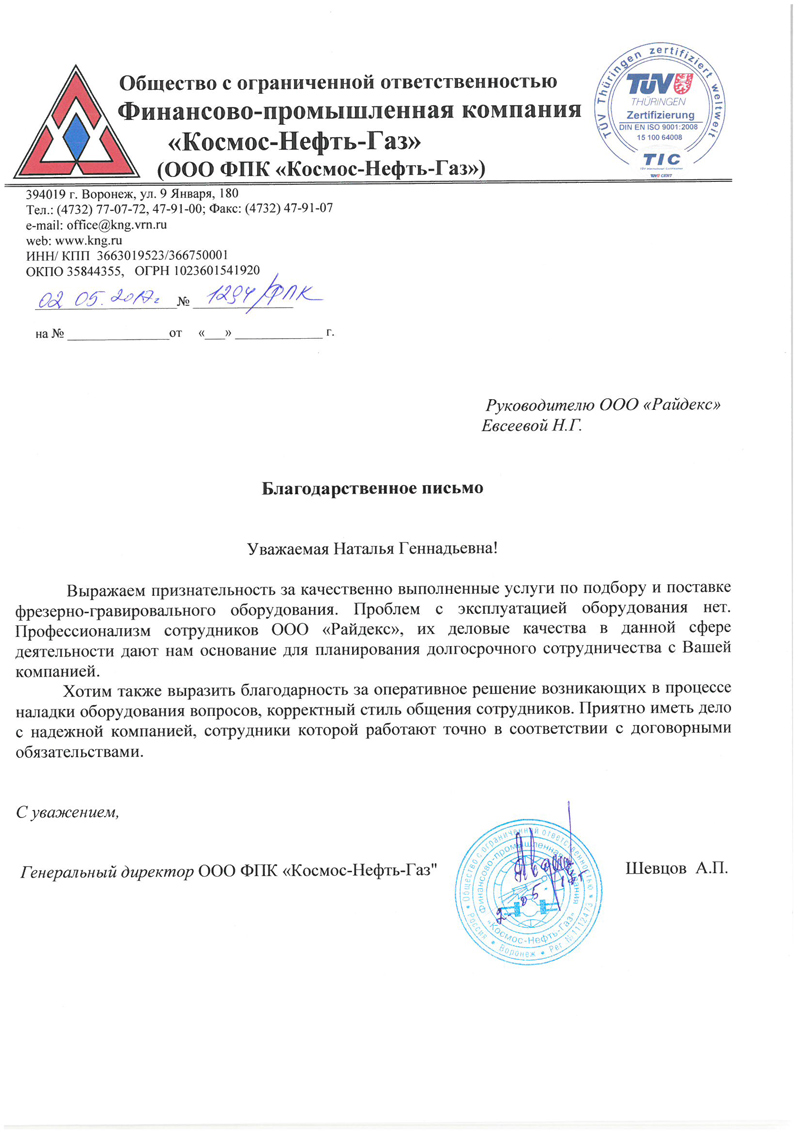 Общество с ограниченной ответственностью
Финансово-промышленная компания
«Космос-Нефть-Газ»
(ООО ФПК «Космос-Нефть-Газ»)
TÜV Thüringen zertifiziert weltweit
TÜV
THÜRINGEN
Zertifizierung
DIN EN ISO 9001:2008
15 100 64008
TIC
394019 г. Воронеж, ул. 9 Января, 180
Тел.: (4732) 77-07-72, 47-91-00; Факс: (4732) 47-91-07
e-mail: office@kng.vrn.ru
web: www.kng.ru
ИНН/ КПП 3663019523/366750001
ОКПО 35844355, ОГРН 1023601541920
02 05. 2017г. № 1294/ФПК
на № ________________от «___» ______________ г.
Руководителю ООО «Райдекс»
Евсеевой Н.Г.
Благодарственное письмо
Уважаемая Наталья Геннадьевна!
Выражаем признательность за качественно выполненные услуги по подбору и поставке
фрезерно-гравировального оборудования. Проблем с эксплуатацией оборудования нет.
Профессионализм сотрудников ООО «Райдекс», их деловые качества в данной сфере
деятельности дают нам основание для планирования долгосрочного сотрудничества с Вашей
компанией.
Хотим также выразить благодарность за оперативное решение возникающих в процессе
наладки оборудования вопросов, корректный стиль общения сотрудников. Приятно иметь дело
с надежной компанией, сотрудники которой работают точно в соответствии с договорными
обязательствами.
С уважением,
Генеральный директор ООО ФПК «Космос-Нефть-Газ"
Шевцов А.П.
Общество с ограниченной ответственностью
Россия • Воронеж • Рег.№
Финансово-промышленная компания
«Космос-Нефть-Газ»